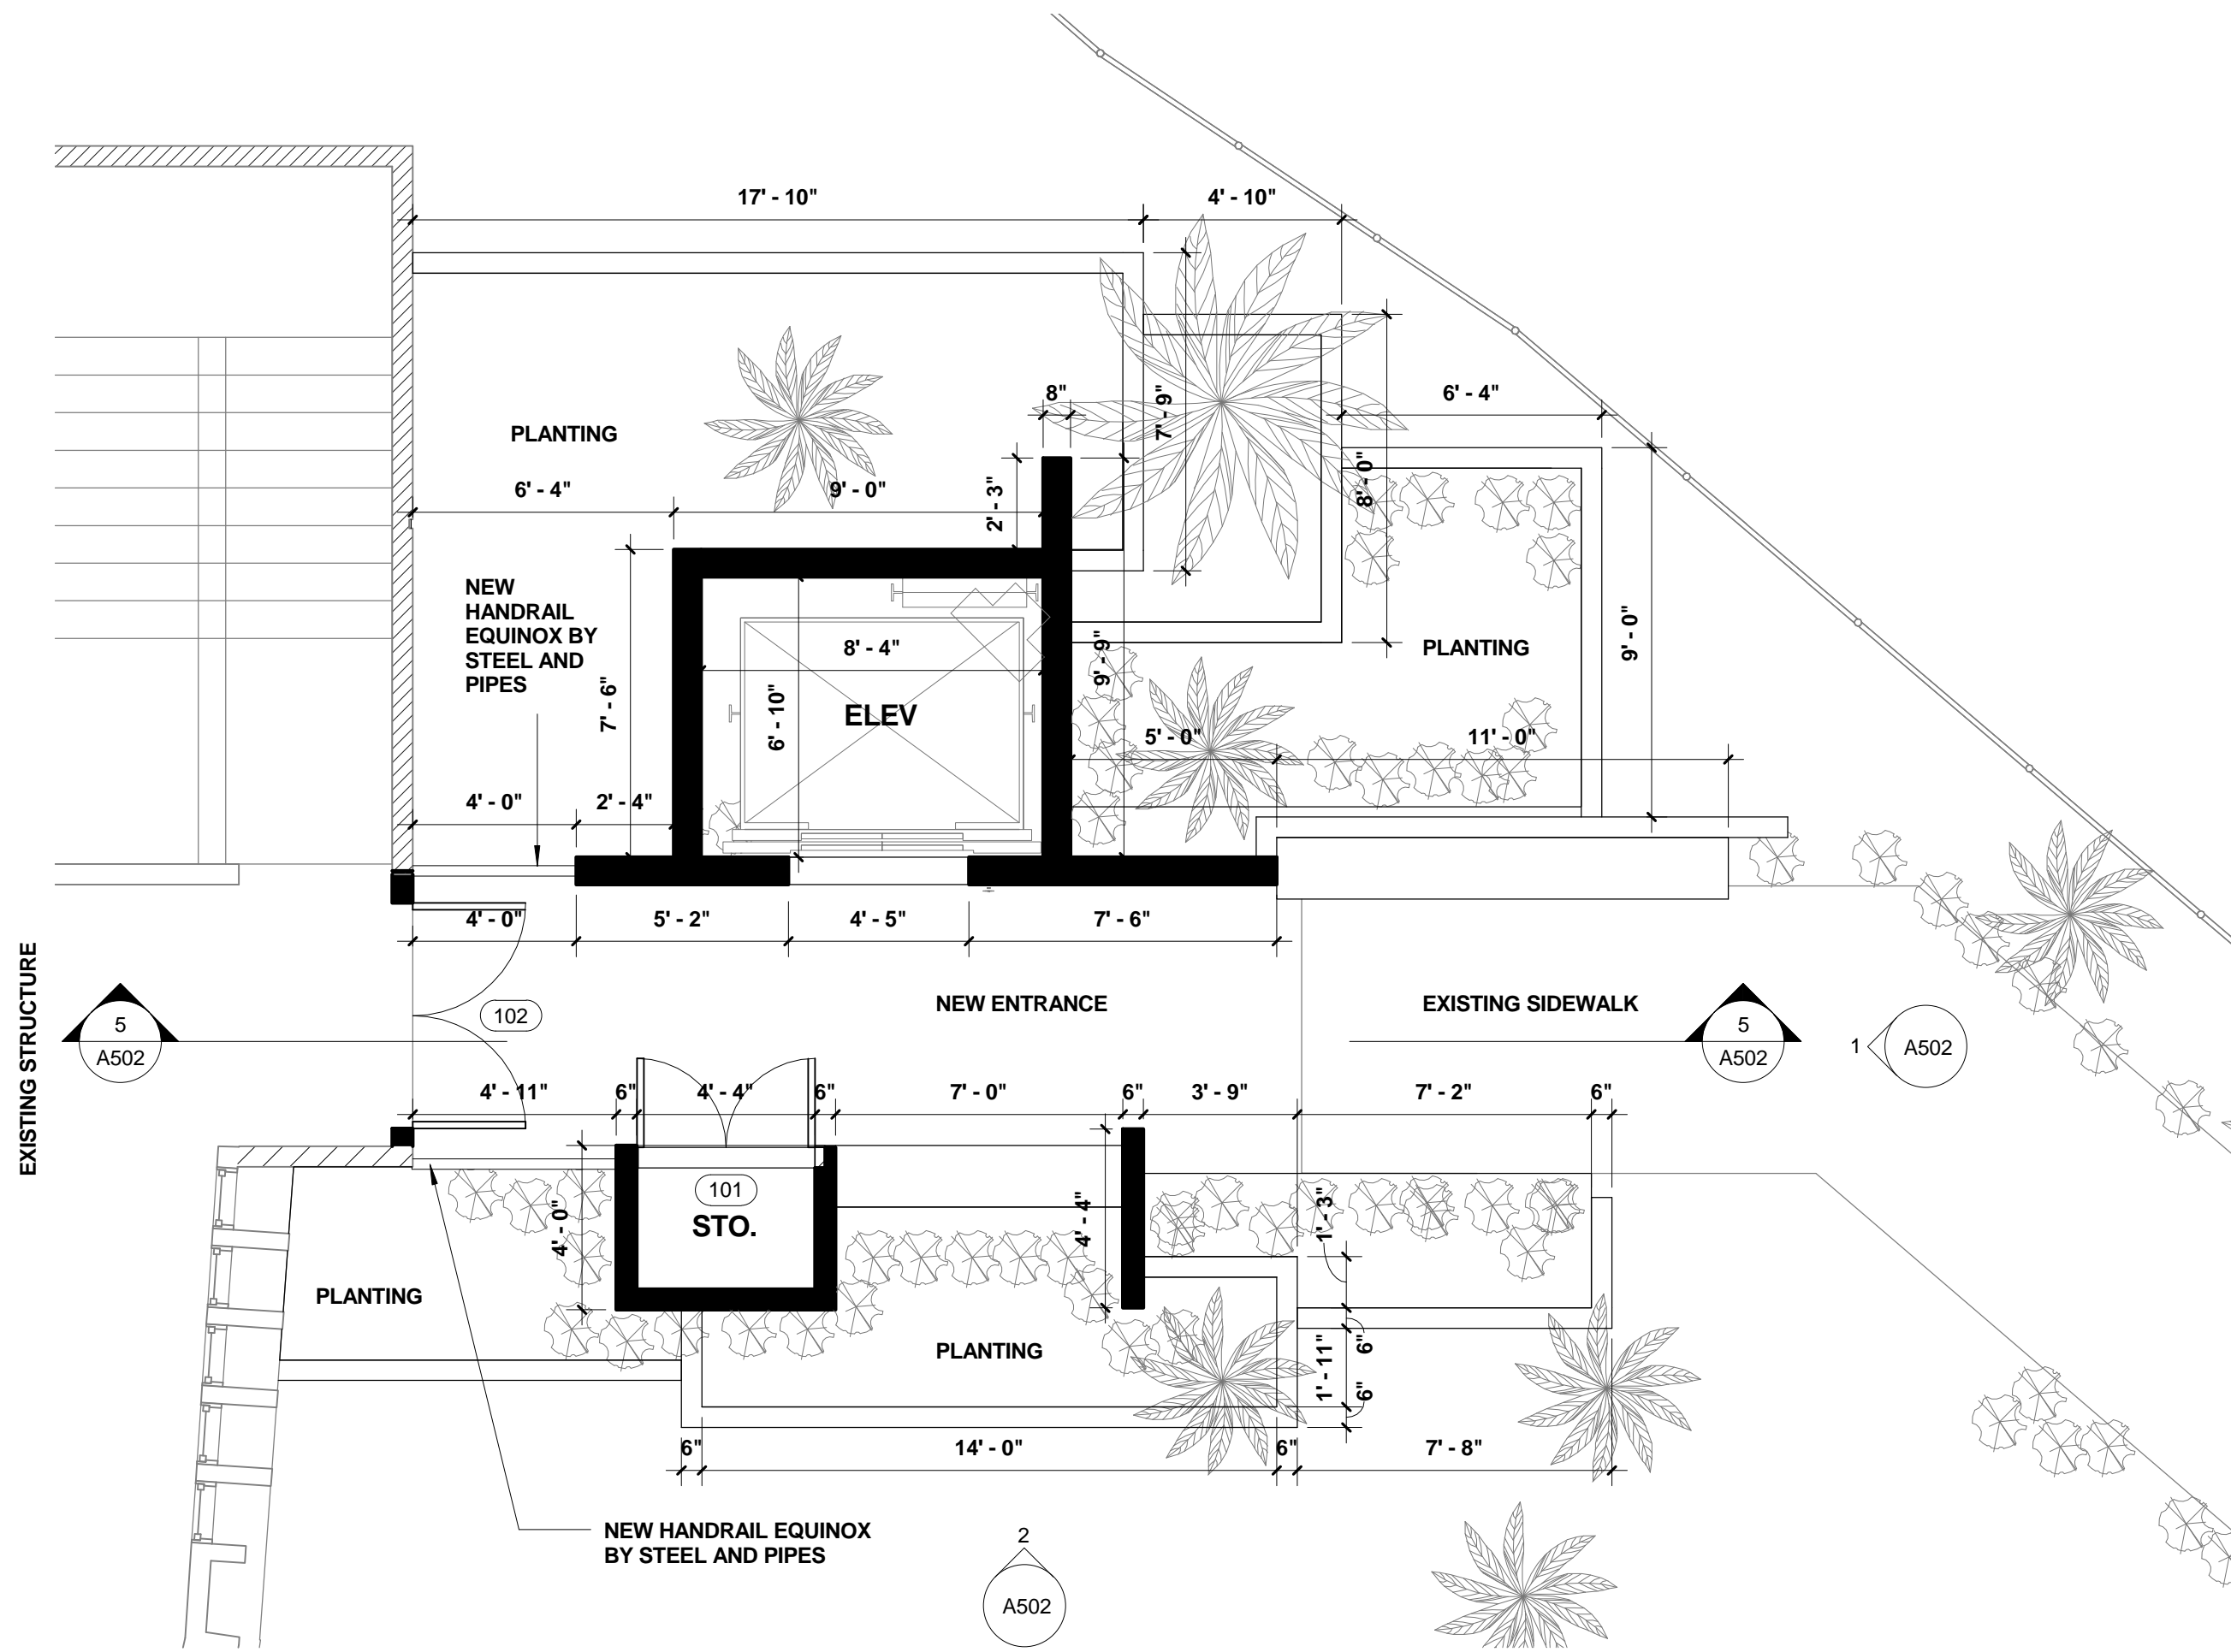 17' - 10"
4' - 10"
8"
7' - 9"
6' - 4"
PLANTING
6' - 4"
9' - 0"
2' - 3"
8' - 0"
NEW
HANDRAIL
EQUINOX BY
STEEL AND
PIPES
7' - 6"
8' - 4"
6' - 10"
ELEV
9' - 9"
PLANTING
9' - 0"
5' - 0"
11' - 0"
4' - 0"
2' - 4"
4' - 0"
5' - 2"
4' - 5"
7' - 6"
EXISTING STRUCTURE
5
A502
102
NEW ENTRANCE
EXISTING SIDEWALK
5
A502
1
A502
4' - 11"
6"
4' - 4"
6"
7' - 0"
6"
3' - 9"
7' - 2"
6"
4' - 0"
101
STO.
4' - 4"
1' - 3"
PLANTING
PLANTING
1' - 11"
6"
6"
6"
14' - 0"
6"
7' - 8"
NEW HANDRAIL EQUINOX
BY STEEL AND PIPES
2
A502